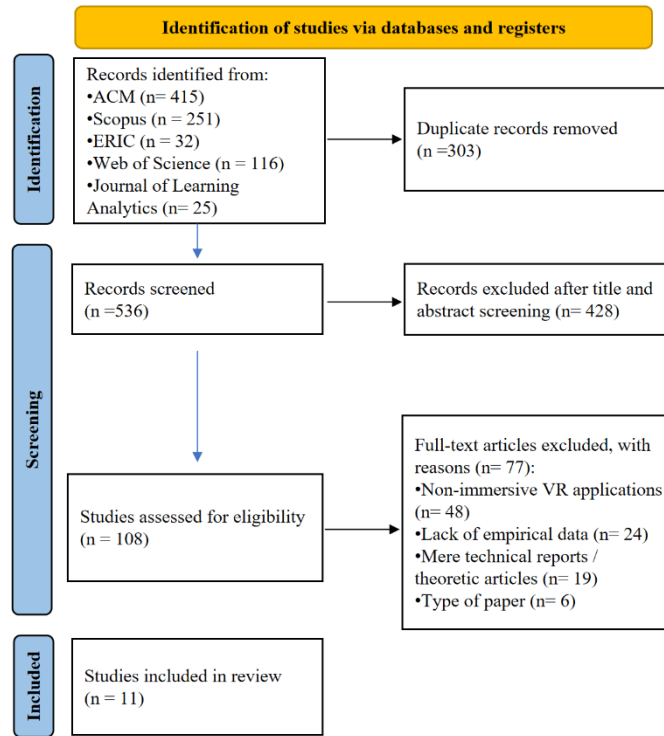 Identification of studies via databases and registers
Identification
Records identified from:
•ACM (n= 415)
•Scopus (n = 251)
•ERIC (n = 32)
•Web of Science (n = 116)
•Journal of Learning
Analytics (n= 25)
Duplicate records removed
(n =303)
Screening
Records screened
(n =536)
Records excluded after title and
abstract screening (n= 428)
Studies assessed for eligibility
(n = 108)
Full-text articles excluded, with
reasons (n= 77):
•Non-immersive VR applications
(n= 48)
•Lack of empirical data (n= 24)
•Mere technical reports /
theoretic articles (n= 19)
•Type of paper (n= 6)
Included
Studies included in review
(n = 11)